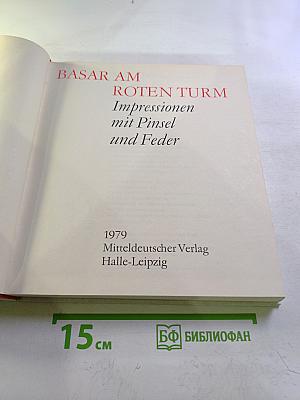 BASAR AM
ROTEN TURM
Impressionen
mit Pinsel
und Feder
1979
Mitteldeutscher Verlag
Halle-Leipzig
15 см
БФ БИБЛИОФАН